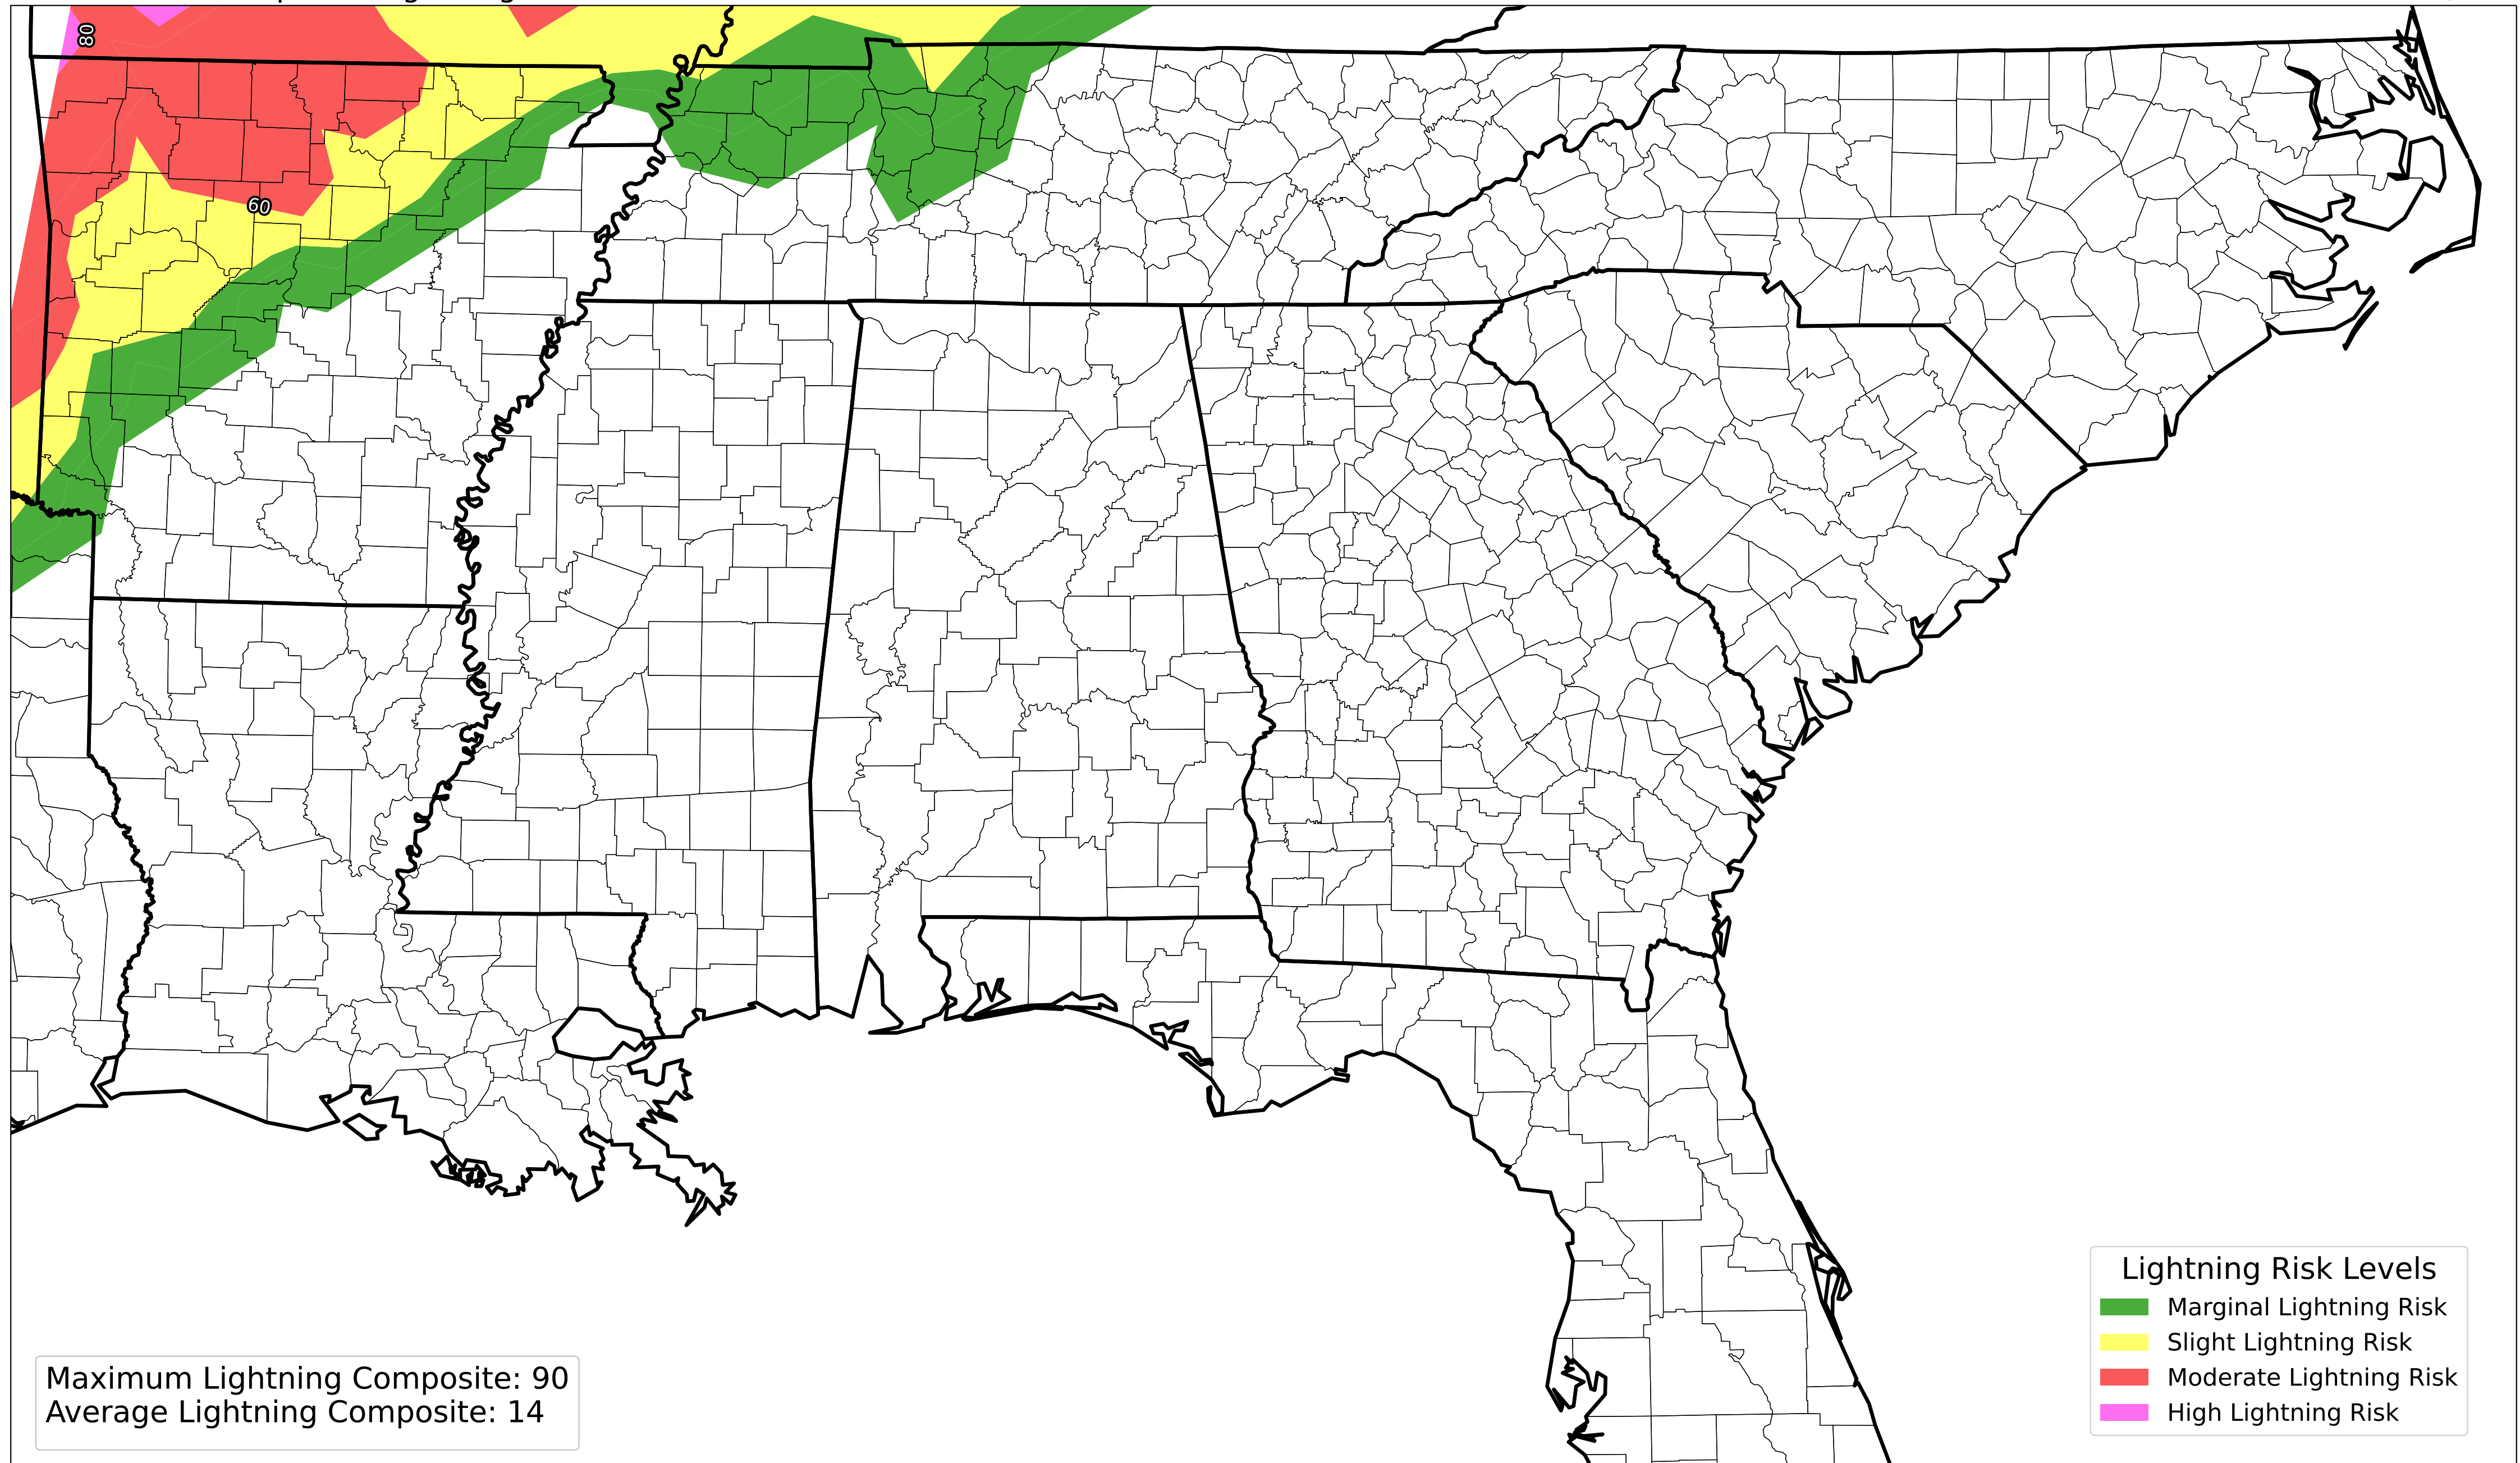 80
60
Lightning Risk Levels
Marginal Lightning Risk
Slight Lightning Risk
Moderate Lightning Risk
High Lightning Risk
Maximum Lightning Composite: 90
Average Lightning Composite: 14